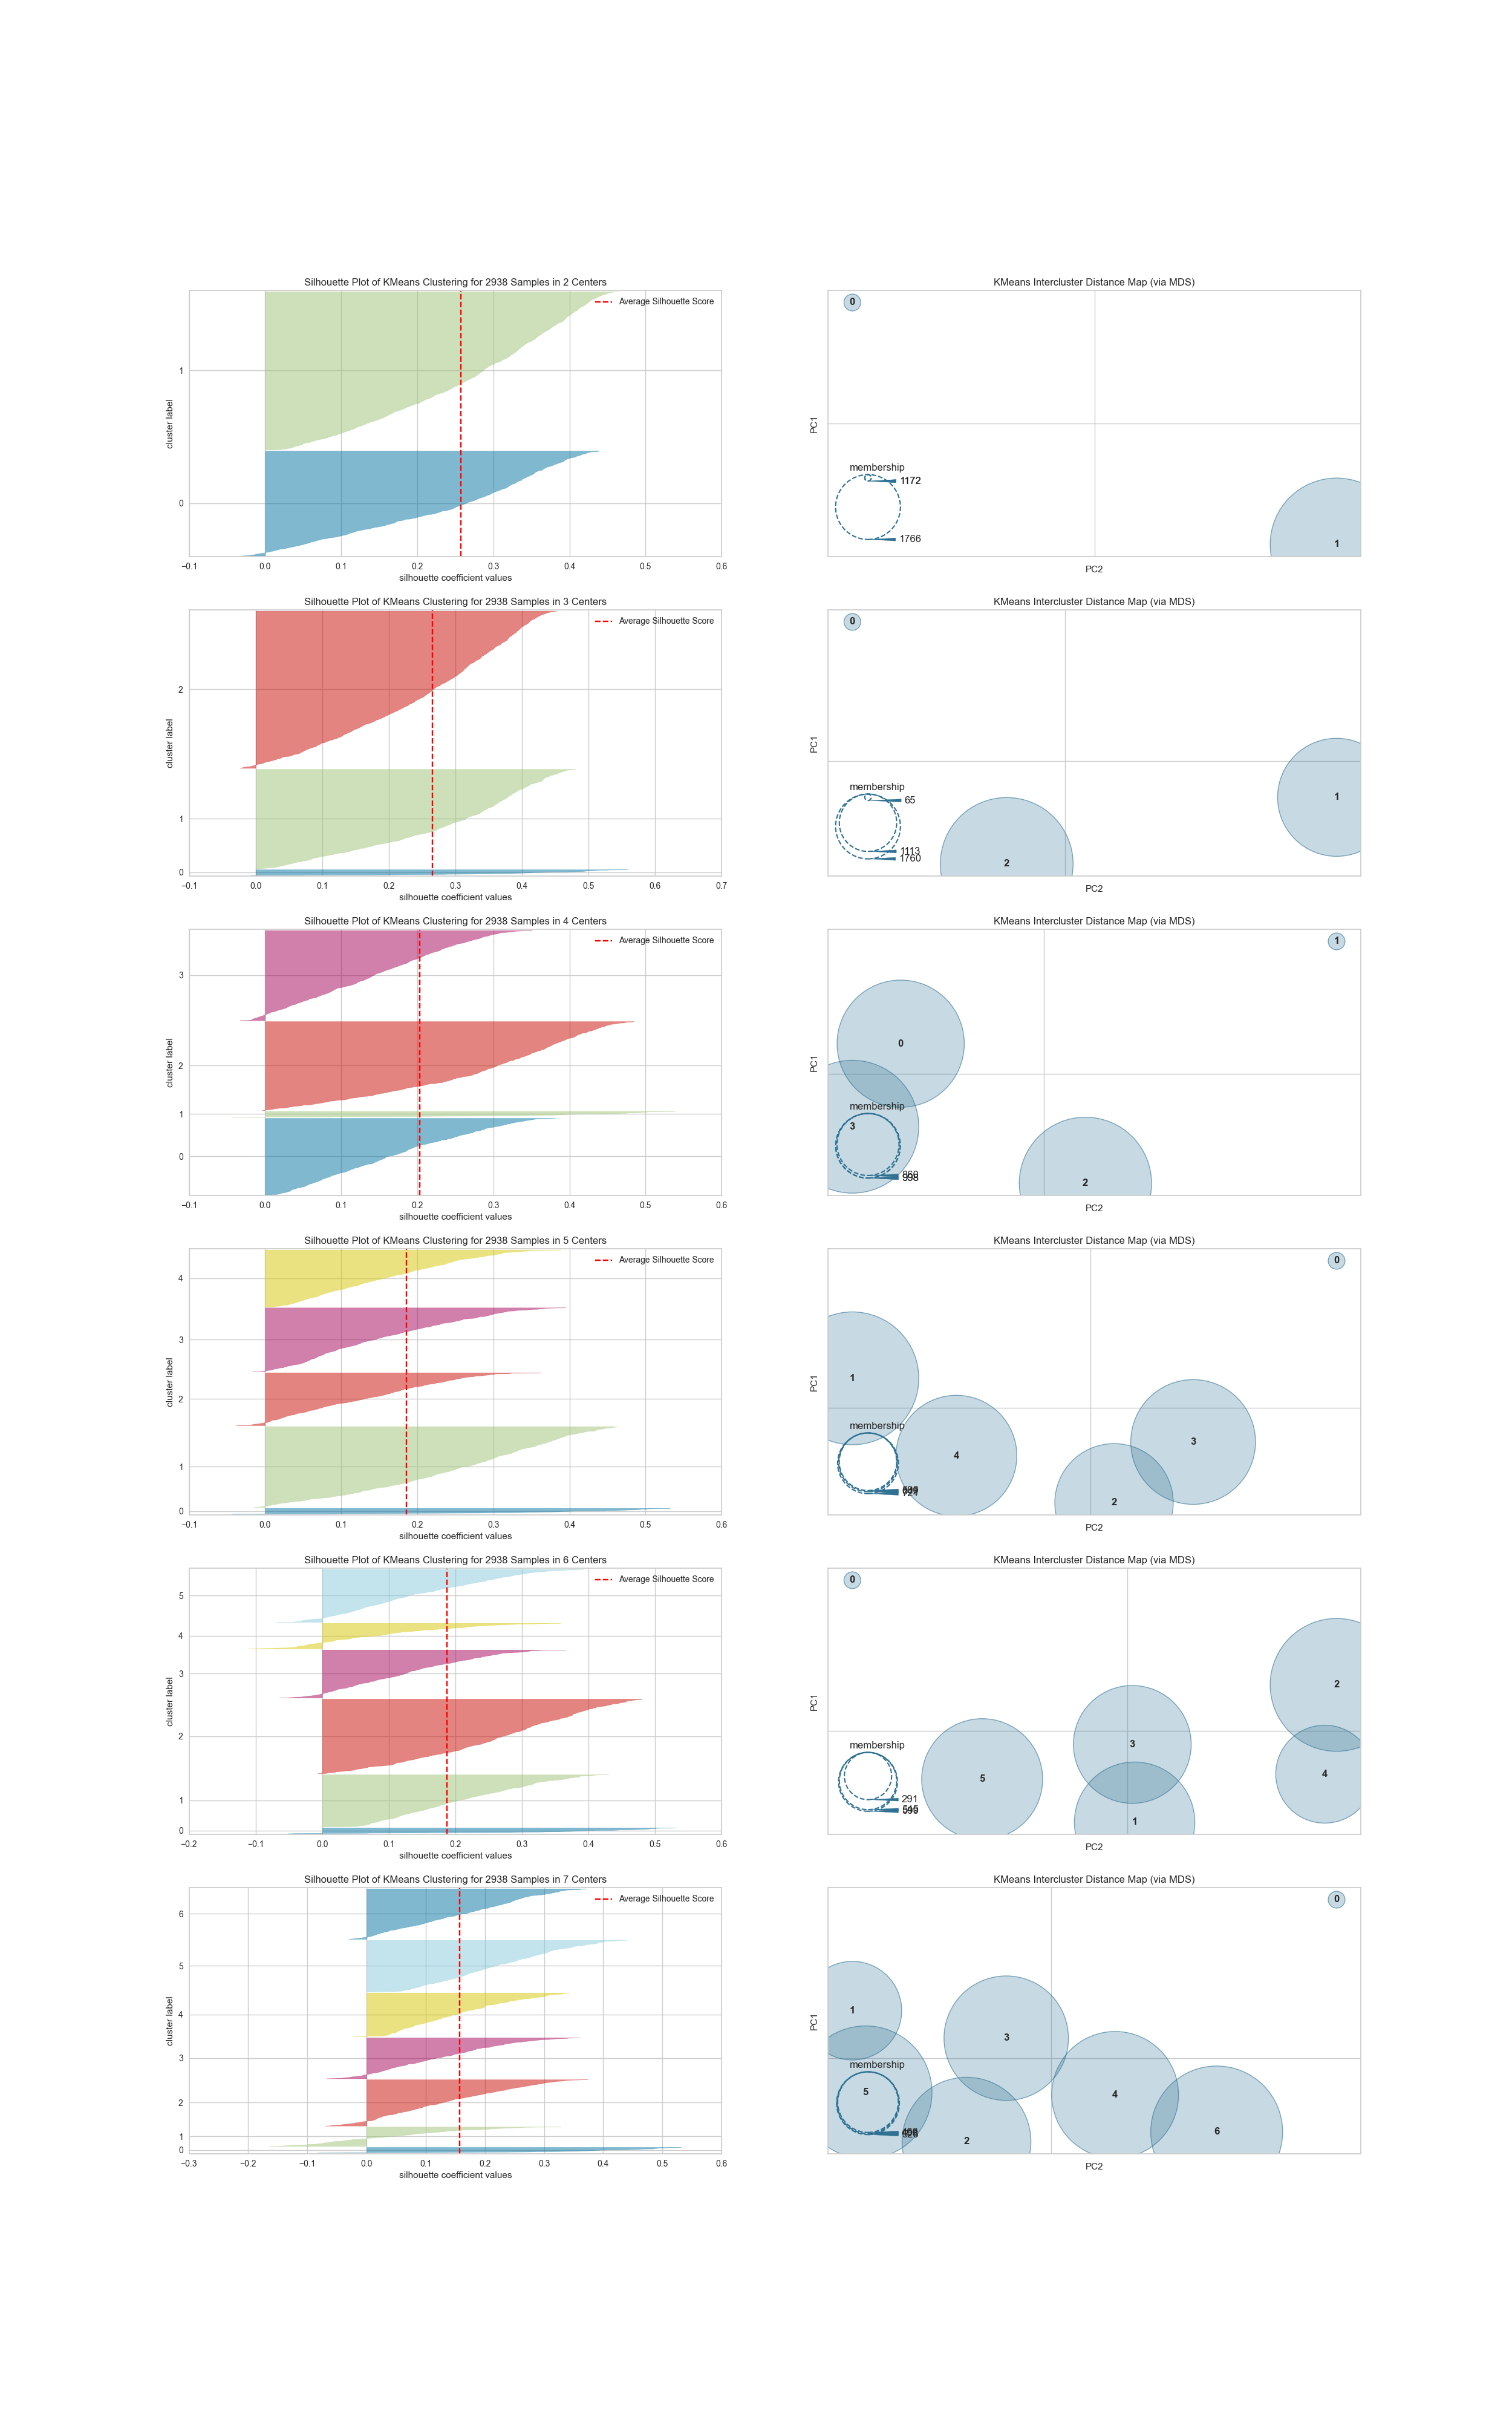 Silhouette Plot of KMeans Clustering for 2938 Samples in 2 Centers
Average Silhouette Score
cluster label
1
0
−0.1 0.0 0.1 0.2 0.3 0.4 0.5 0.6
silhouette coefficient values
KMeans Intercluster Distance Map (via MDS)
0
PC1
membership
1172
1766
1
PC2
Silhouette Plot of KMeans Clustering for 2938 Samples in 3 Centers
Average Silhouette Score
cluster label
2
1
0
−0.1 0.0 0.1 0.2 0.3 0.4 0.5 0.6 0.7
silhouette coefficient values
KMeans Intercluster Distance Map (via MDS)
0
PC1
membership
65
1113
1760
1
2
PC2
Silhouette Plot of KMeans Clustering for 2938 Samples in 4 Centers
Average Silhouette Score
cluster label
3
2
1
0
−0.1 0.0 0.1 0.2 0.3 0.4 0.5 0.6
silhouette coefficient values
KMeans Intercluster Distance Map (via MDS)
1
0
PC1
membership
3
2
PC2
Silhouette Plot of KMeans Clustering for 2938 Samples in 5 Centers
Average Silhouette Score
cluster label
4
3
2
1
0
−0.1 0.0 0.1 0.2 0.3 0.4 0.5 0.6
silhouette coefficient values
KMeans Intercluster Distance Map (via MDS)
0
1
PC1
membership
3
4
2
PC2
Silhouette Plot of KMeans Clustering for 2938 Samples in 6 Centers
Average Silhouette Score
cluster label
5
4
3
2
1
0
−0.2 −0.1 0.0 0.1 0.2 0.3 0.4 0.5 0.6
silhouette coefficient values
KMeans Intercluster Distance Map (via MDS)
0
2
PC1
membership
3
4
5
291
1
PC2
Silhouette Plot of KMeans Clustering for 2938 Samples in 7 Centers
Average Silhouette Score
cluster label
6
5
4
3
2
1
0
−0.3 −0.2 −0.1 0.0 0.1 0.2 0.3 0.4 0.5 0.6
silhouette coefficient values
KMeans Intercluster Distance Map (via MDS)
0
1
PC1
3
membership
5
4
6
2
PC2